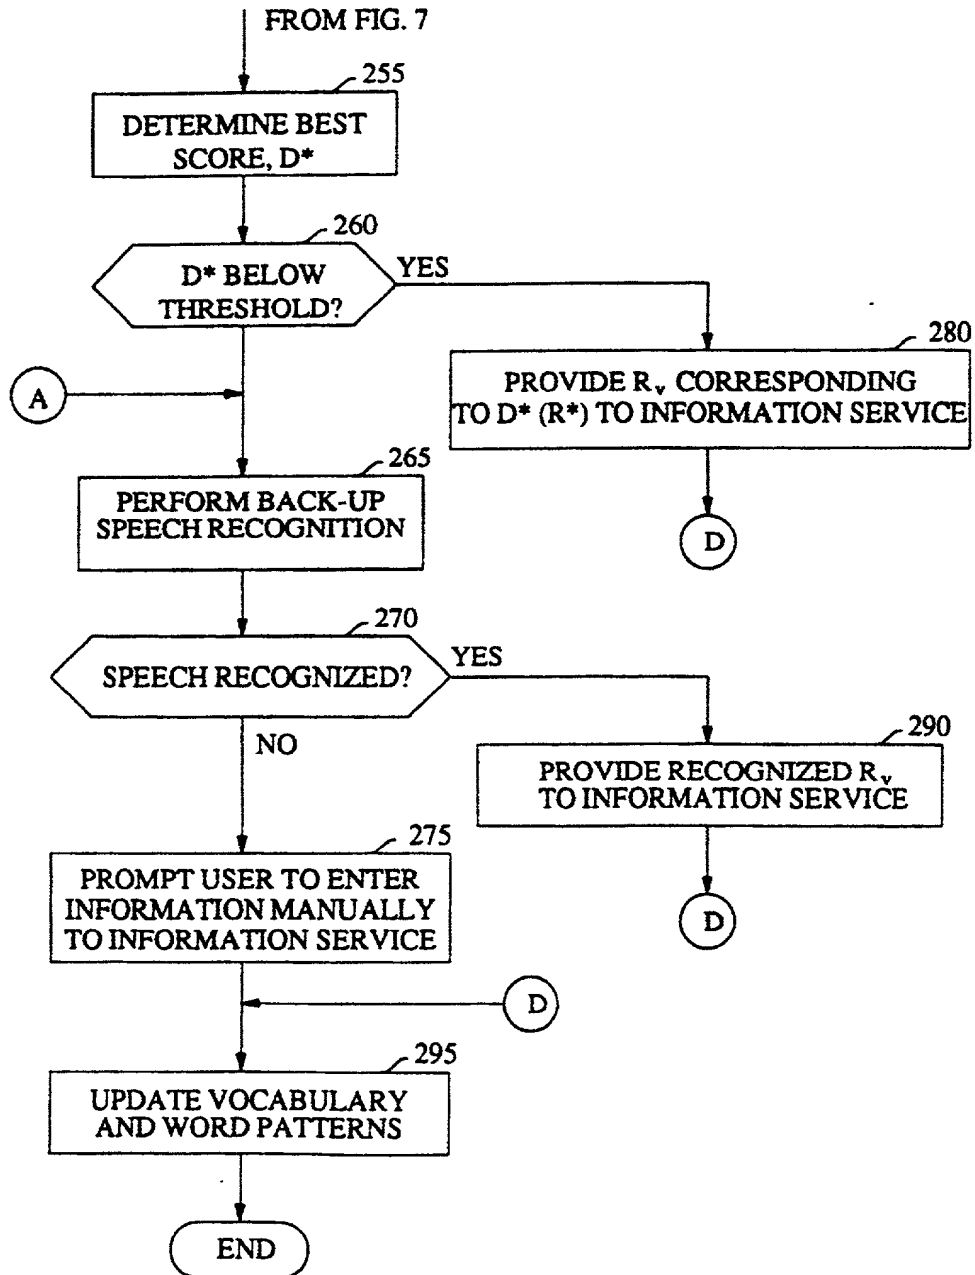 FROM FIG. 7
255
DETERMINE BEST
SCORE, D*
260
D* BELOW
THRESHOLD?
YES
280
PROVIDE Rv CORRESPONDING
TO D* (R*) TO INFORMATION SERVICE
A
D
265
PERFORM BACK-UP
SPEECH RECOGNITION
270
SPEECH RECOGNIZED?
YES
NO
290
PROVIDE RECOGNIZED Rv
TO INFORMATION SERVICE
D
275
PROMPT USER TO ENTER
INFORMATION MANUALLY
TO INFORMATION SERVICE
D
295
UPDATE VOCABULARY
AND WORD PATTERNS
END